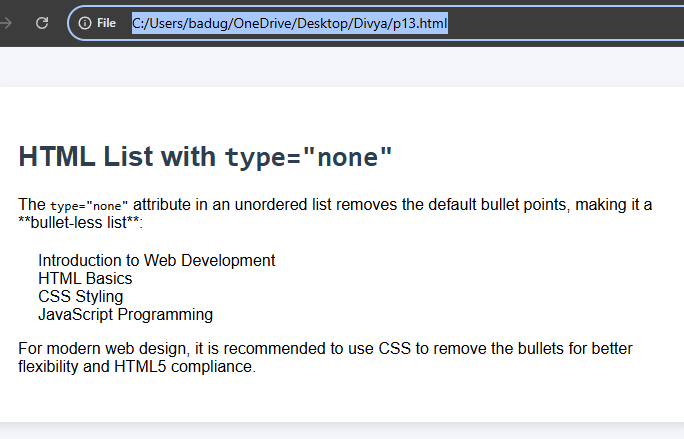 File C:/Users/badug/OneDrive/Desktop/Divya/p13.html
HTML List with type="none"
The type="none" attribute in an unordered list removes the default bullet points, making it a
**bullet-less list**:
Introduction to Web Development
HTML Basics
CSS Styling
JavaScript Programming
For modern web design, it is recommended to use CSS to remove the bullets for better
flexibility and HTML5 compliance.